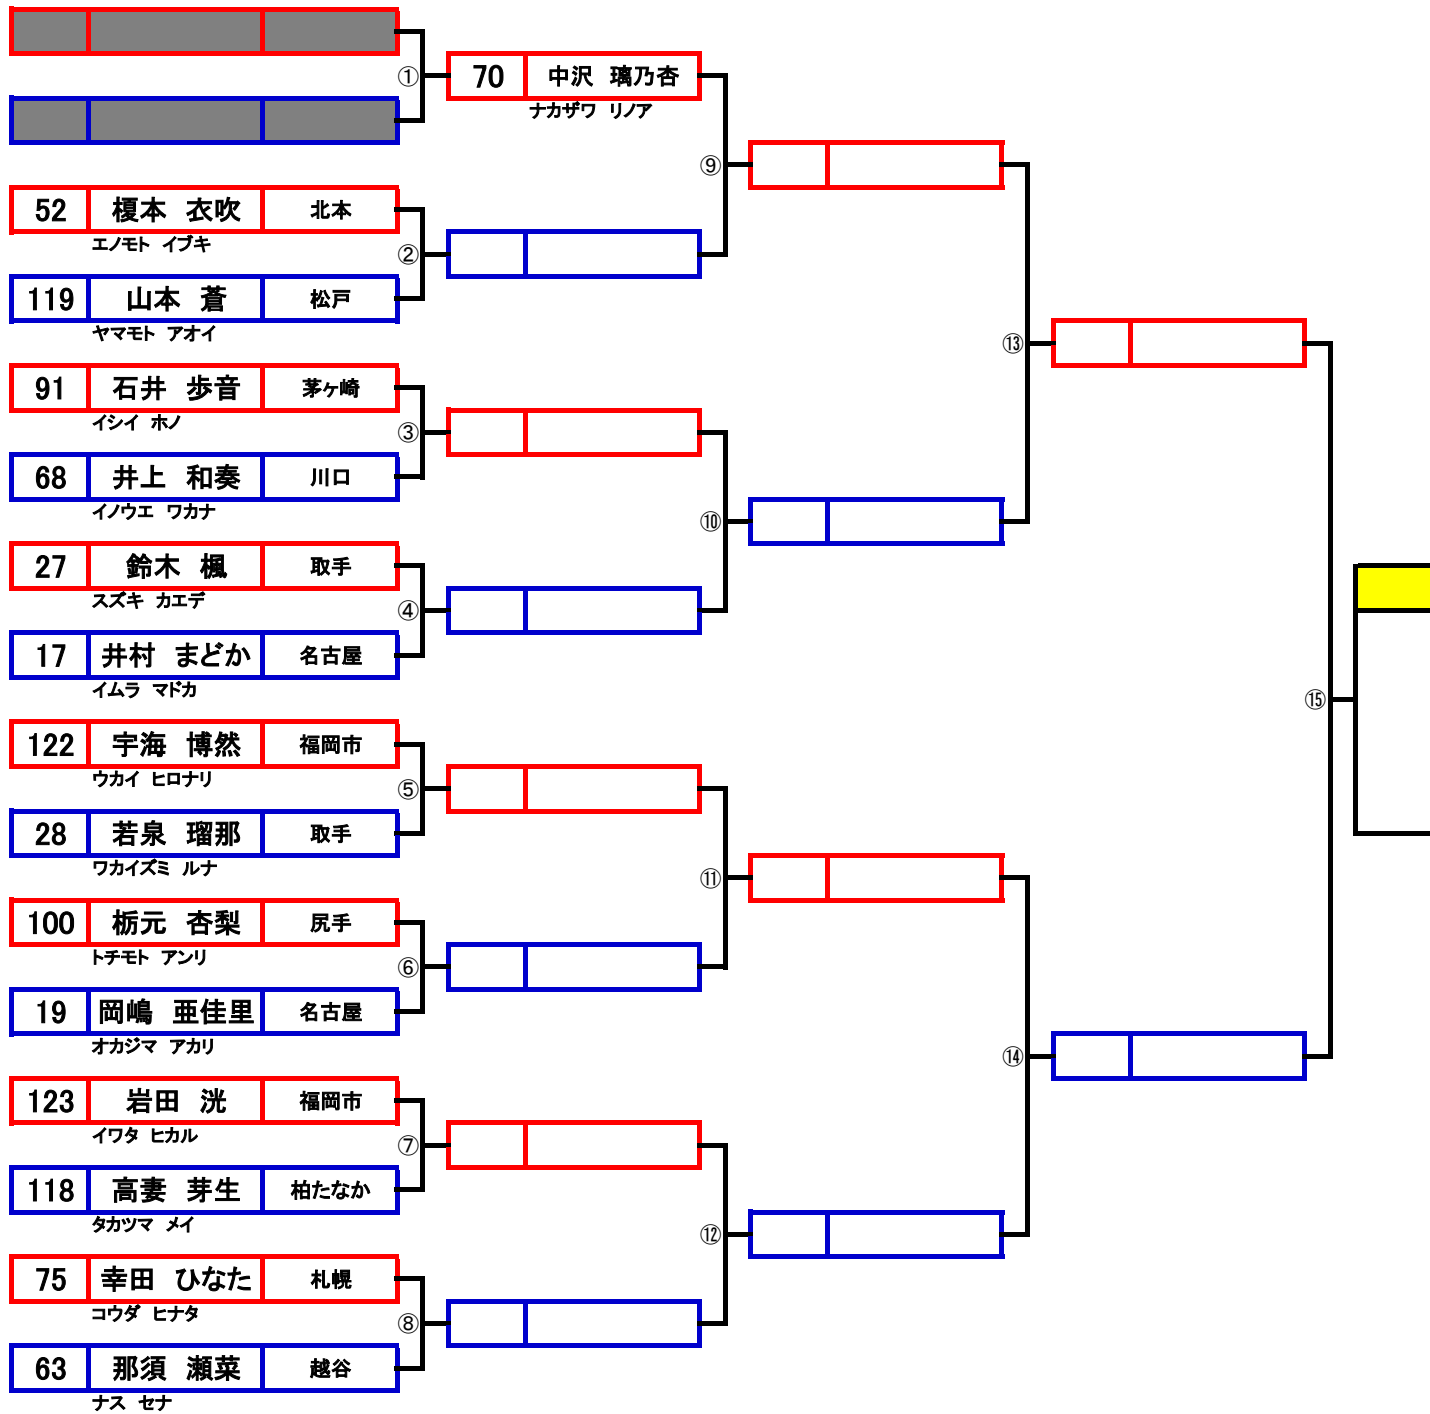 ①
70 中沢 璃乃杏
ナカザワ リノア
⑨
52 榎本 衣吹 北本
エノモト イブキ
②
119 山本 蒼 松戸
ヤマモト アオイ
⑬
91 石井 歩音 茅ヶ崎
イシイ ホノ
③
68 井上 和奏 川口
イノウエ ワカナ
⑩
27 鈴木 楓 取手
スズキ カエデ
④
17 井村 まどか 名古屋
イムラ マドカ
⑮
122 宇海 博然 福岡市
ウカイ ヒロナリ
⑤
28 若泉 瑠那 取手
ワカイズミ ルナ
⑪
100 栃元 杏梨 尻手
トチモト アンリ
⑥
19 岡嶋 亜佳里 名古屋
オカジマ アカリ
⑭
123 岩田 洸 福岡市
イワタ ヒカル
⑦
118 高妻 芽生 柏たなか
タカツマ メイ
⑫
75 幸田 ひなた 札幌
コウダ ヒナタ
⑧
63 那須 瀬菜 越谷
ナス セナ